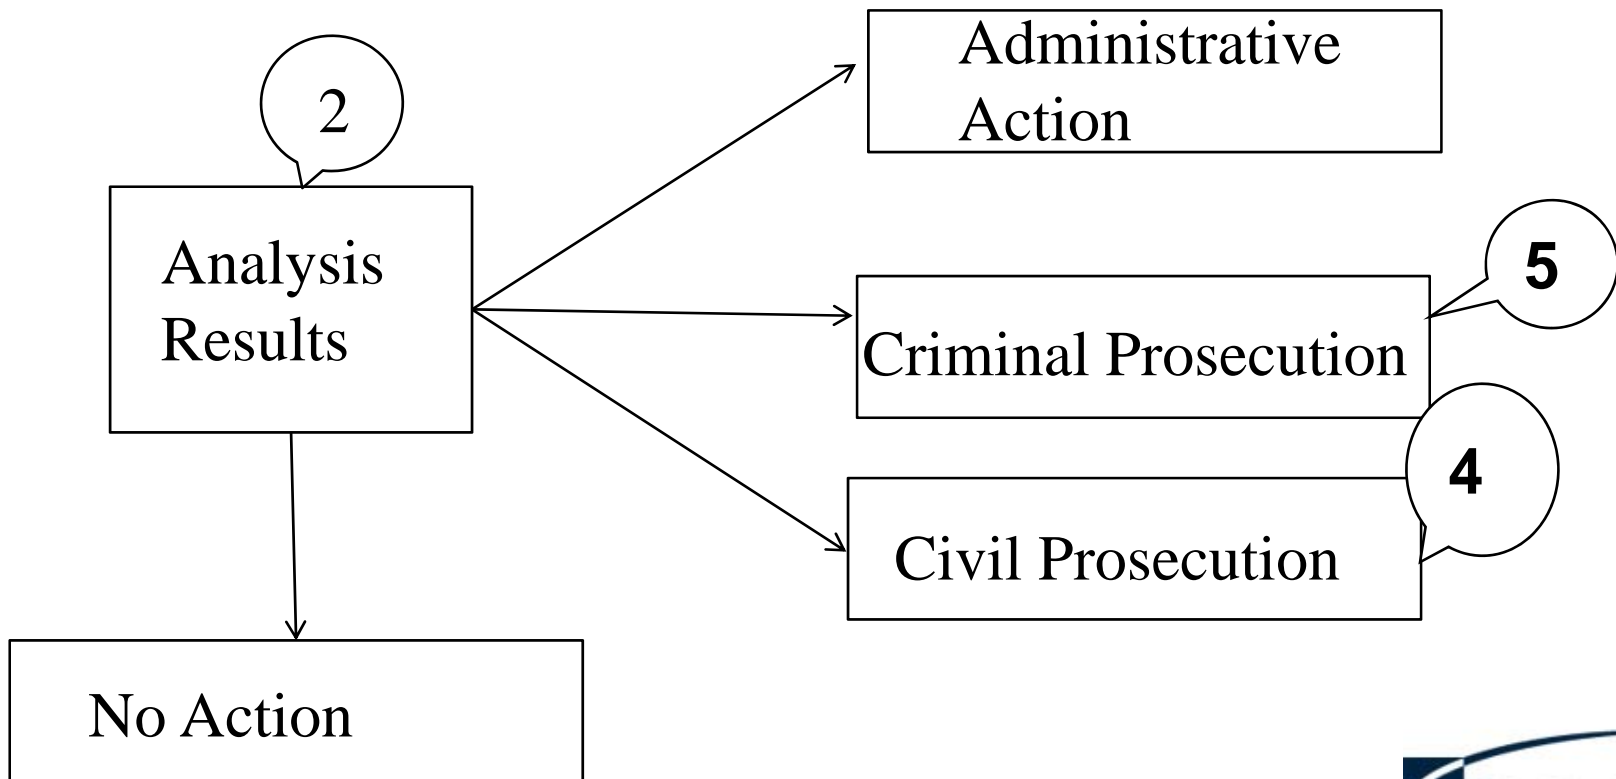 Administrative
Action
2
Analysis
Results
5
Criminal Prosecution
4
Civil Prosecution
No Action